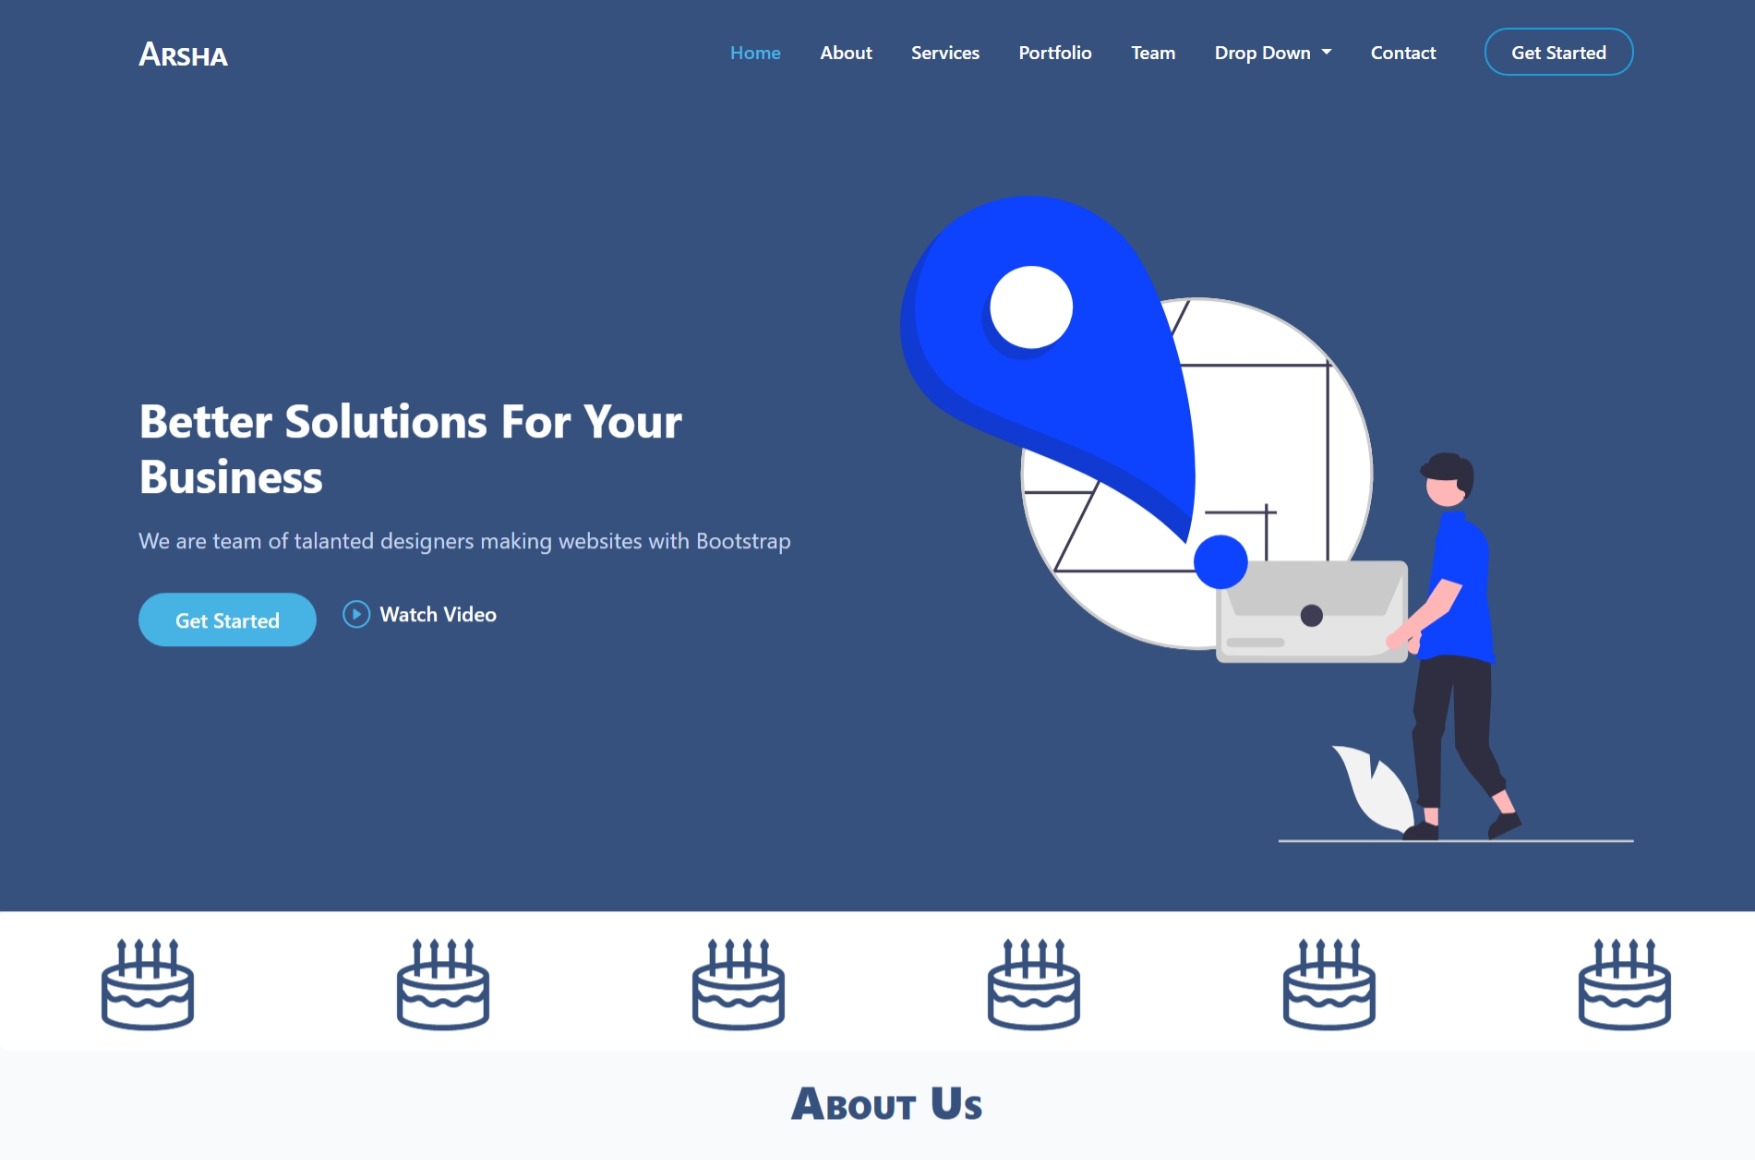 ARSHA
Home About Services Portfolio Team Drop Down Contact Get Started
Better Solutions For Your
Business
We are team of talanted designers making websites with Bootstrap
Get Started Watch Video
ABOUT US